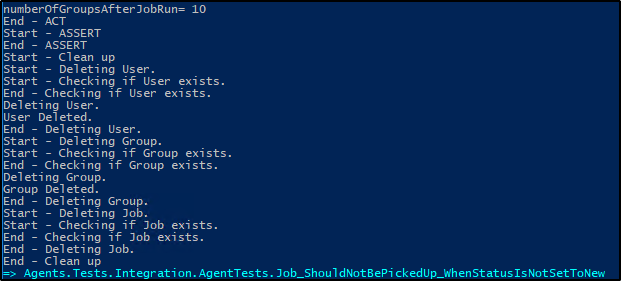 numberOfGroupsAfterJobRun= 10
End - ACT
Start - ASSERT
End - ASSERT
Start - Clean up
Start - Deleting User.
Start - Checking if User exists.
End - Checking if User exists.
Deleting User.
User Deleted.
End - Deleting User.
Start - Deleting Group.
Start - Checking if Group exists.
End - Checking if Group exists.
Deleting Group.
Group Deleted.
End - Deleting Group.
Start - Deleting Job.
Start - Checking if Job exists.
End - Checking if Job exists.
End - Deleting Job.
End - Clean up
=> Agents.Tests.Integration.AgentTests.Job_ShouldNotBePickedUp_WhenStatusIsNotSetToNew